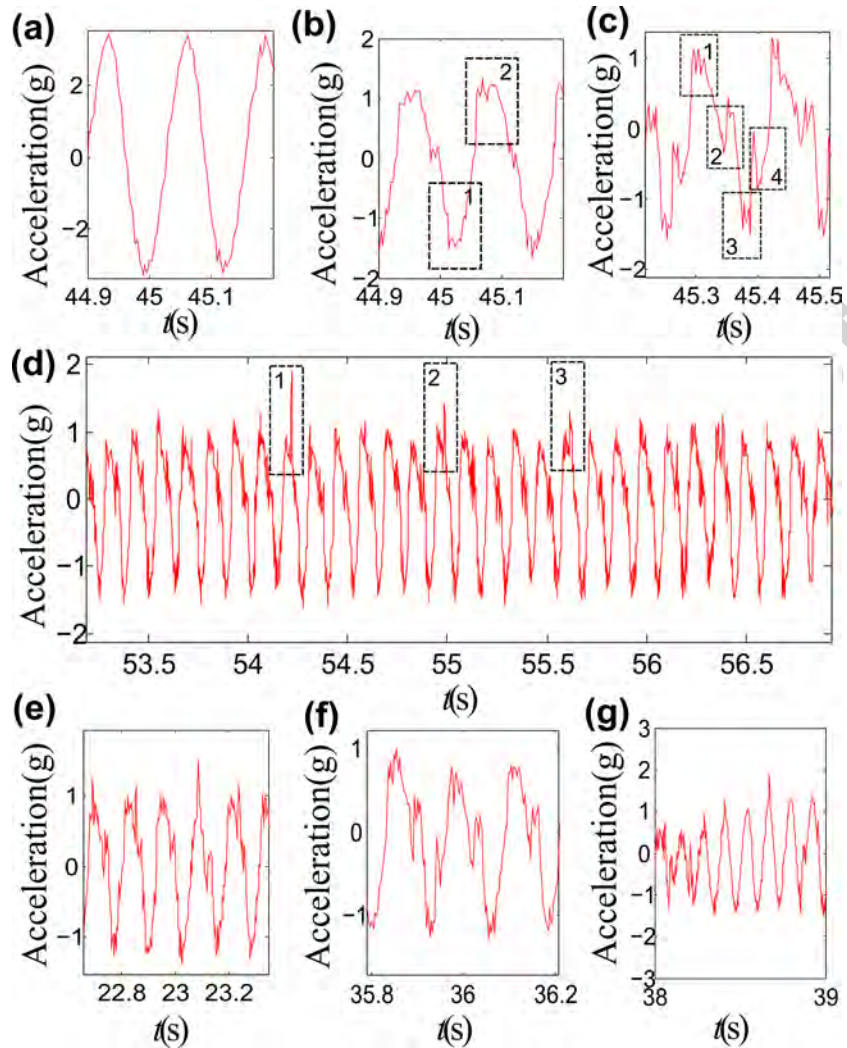 (a)
Acceleration(g)
2
0
−2
44.9 45 45.1
t(s)
(b)
Acceleration(g)
2
1
0
−1
−2
1
2
44.9 45 45.1
t(s)
(c)
Acceleration(g)
1
0
−1
−2
1
2
3
4
45.3 45.4 45.5
t(s)
(d)
Acceleration(g)
2
1
0
−1
−2
1
2
3
53.5 54 54.5 55 55.5 56 56.5
t(s)
(e)
Acceleration(g)
1
0
−1
22.8 23 23.2
t(s)
(f)
Acceleration(g)
1
0
−1
35.8 36 36.2
t(s)
(g)
Acceleration(g)
3
2
1
0
−1
−2
−3
38 39
t(s)